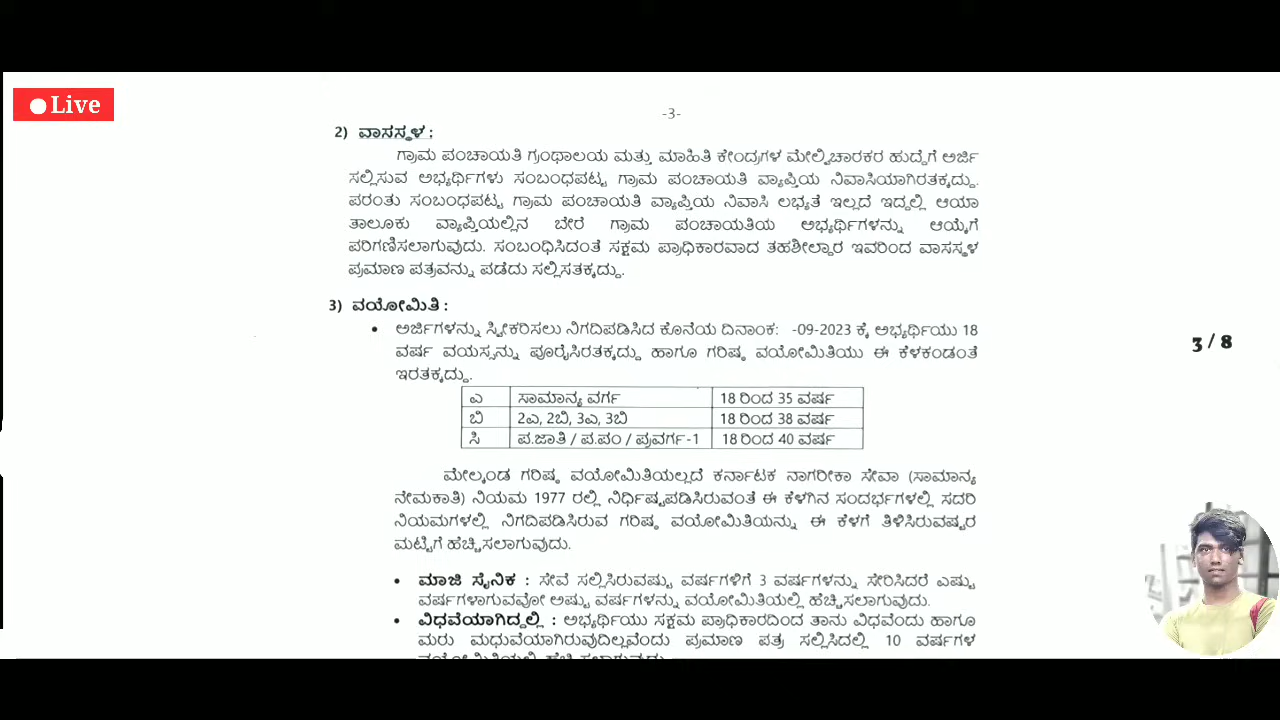 Live
-3-
2) ವಾಸಸ್ಥಳ :
ಗ್ರಾಮ ಪಂಚಾಯತಿ ಗ್ರಂಥಾಲಯ ಮತ್ತು ಮಾಹಿತಿ ಕೇಂದ್ರಗಳ ಮೇಲ್ವಿಚಾರಕರ ಹುದ್ದೆಗೆ ಅರ್ಜಿ
ಸಲ್ಲಿಸುವ ಅಭ್ಯರ್ಥಿಗಳು ಸಂಬಂಧಪಟ್ಟ ಗ್ರಾಮ ಪಂಚಾಯತಿ ವ್ಯಾಪ್ತಿಯ ನಿವಾಸಿಯಾಗಿರತಕ್ಕದ್ದು.
ಪರಂತು ಸಂಬಂಧಪಟ್ಟ ಗ್ರಾಮ ಪಂಚಾಯತಿ ವ್ಯಾಪ್ತಿಯ ನಿವಾಸಿ ಲಭ್ಯತೆ ಇಲ್ಲದೆ ಇದ್ದಲ್ಲಿ ಆಯಾ
ತಾಲೂಕು ವ್ಯಾಪ್ತಿಯಲ್ಲಿನ ಬೇರೆ ಗ್ರಾಮ ಪಂಚಾಯತಿಯ ಅಭ್ಯರ್ಥಿಗಳನ್ನು ಆಯ್ಕೆಗೆ
ಪರಿಗಣಿಸಲಾಗುವುದು. ಸಂಬಂಧಿಸಿದಂತೆ ಸಕ್ಷಮ ಪ್ರಾಧಿಕಾರವಾದ ತಹಶೀಲ್ದಾರ ಇವರಿಂದ ವಾಸಸ್ಥಳ
ಪ್ರಮಾಣ ಪತ್ರವನ್ನು ಪಡೆದು ಸಲ್ಲಿಸತಕ್ಕದ್ದು.
3) ವಯೋಮಿತಿ :
• ಅರ್ಜಿಗಳನ್ನು ಸ್ವೀಕರಿಸಲು ನಿಗದಿಪಡಿಸಿದ ಕೊನೆಯ ದಿನಾಂಕ: -09-2023 ಕ್ಕೆ ಅಭ್ಯರ್ಥಿಯು 18
ವರ್ಷ ವಯಸ್ಸನ್ನು ಪೂರೈಸಿರತಕ್ಕದ್ದು ಹಾಗೂ ಗರಿಷ್ಠ ವಯೋಮಿತಿಯು ಈ ಕೆಳಕಂಡಂತೆ
ಇರತಕ್ಕದ್ದು.
ಎ ಸಾಮಾನ್ಯ ವರ್ಗ 18 ರಿಂದ 35 ವರ್ಷ
ಬಿ 2ಎ, 2ಬಿ, 3ಎ, 3ಬಿ 18 ರಿಂದ 38 ವರ್ಷ
ಸಿ ಪ.ಜಾತಿ / ಪ.ಪಂ / ಪ್ರವರ್ಗ-1 18 ರಿಂದ 40 ವರ್ಷ
3 / 8
ಮೇಲ್ಕಂಡ ಗರಿಷ್ಠ ವಯೋಮಿತಿಯಲ್ಲದೆ ಕರ್ನಾಟಕ ನಾಗರೀಕಾ ಸೇವಾ (ಸಾಮಾನ್ಯ
ನೇಮಕಾತಿ) ನಿಯಮ 1977 ರಲ್ಲಿ ನಿರ್ಧಿಷ್ಟಪಡಿಸಿರುವಂತೆ ಈ ಕೆಳಗಿನ ಸಂದರ್ಭಗಳಲ್ಲಿ ಸದರಿ
ನಿಯಮಗಳಲ್ಲಿ ನಿಗದಿಪಡಿಸಿರುವ ಗರಿಷ್ಠ ವಯೋಮಿತಿಯನ್ನು ಈ ಕೆಳಗೆ ತಿಳಿಸಿರುವಷ್ಟರ
ಮಟ್ಟಿಗೆ ಹೆಚ್ಚಿಸಲಾಗುವುದು.
• ಮಾಜಿ ಸೈನಿಕ : ಸೇವೆ ಸಲ್ಲಿಸಿರುವಷ್ಟು ವರ್ಷಗಳಿಗೆ 3 ವರ್ಷಗಳನ್ನು ಸೇರಿಸಿದರೆ ಎಷ್ಟು
ವರ್ಷಗಳಾಗುವವೋ ಅಷ್ಟು ವರ್ಷಗಳನ್ನು ವಯೋಮಿತಿಯಲ್ಲಿ ಹೆಚ್ಚಿಸಲಾಗುವುದು.
• ವಿಧವೆಯಾಗಿದ್ದಲ್ಲಿ : ಅಭ್ಯರ್ಥಿಯು ಸಕ್ಷಮ ಪ್ರಾಧಿಕಾರದಿಂದ ತಾನು ವಿಧವೆಂದು ಹಾಗೂ
ಮರು ಮಧುವೆಯಾಗಿರುವುದಿಲ್ಲವೆಂದು ಪ್ರಮಾಣ ಪತ್ರ ಸಲ್ಲಿಸಿದಲ್ಲಿ 10 ವರ್ಷಗಳ